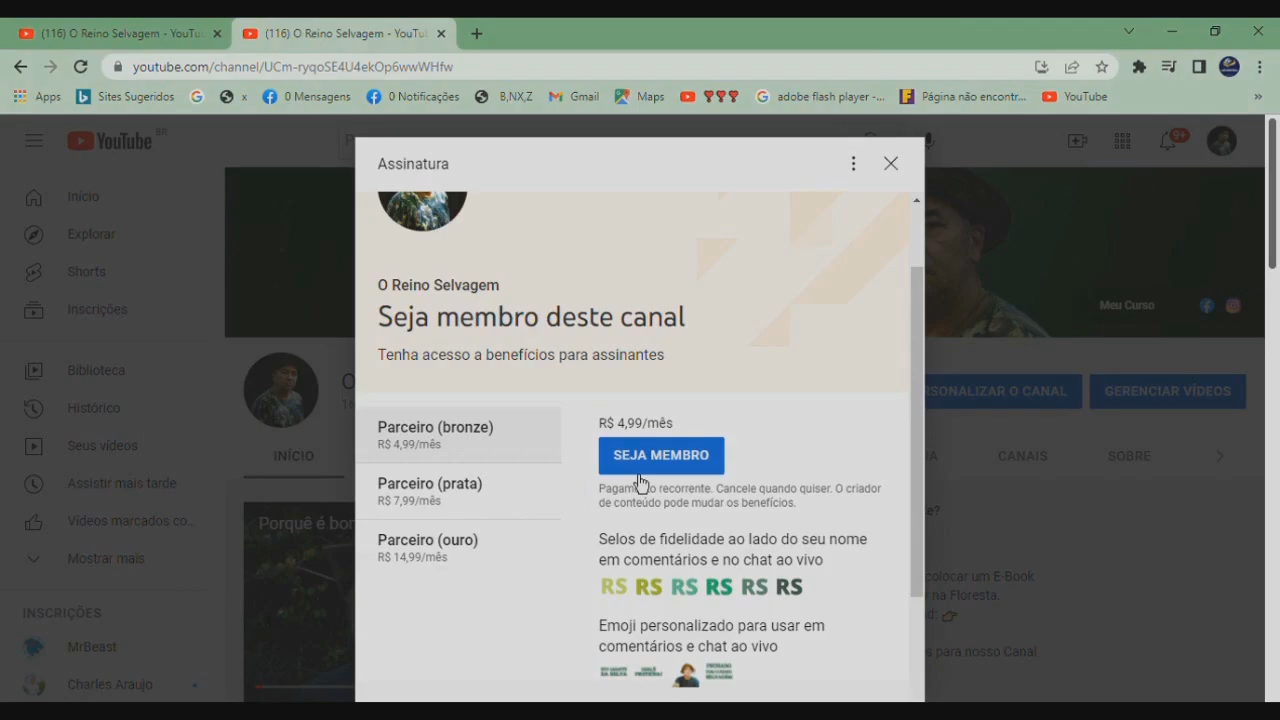 (116) O Reino Selvagem - YouTu
(116) O Reino Selvagem - YouTu
youtube.com/channel/UCm-ryqoSE4U4ekOp6wwWHfw
Apps
Sites Sugeridos
x
0 Mensagens
0 Notificações
B,NX,Z
Gmail
Maps
adobe flash player -...
Página não encontr...
YouTube
»
YouTube
BR
9+
Início
Explorar
Shorts
Inscrições
Biblioteca
Histórico
Seus vídeos
Assistir mais tarde
Vídeos marcados co...
Mostrar mais
INSCRIÇÕES
MrBeast
Charles Araujo
Meu Curso
PERSONALIZAR O CANAL
GERENCIAR VÍDEOS
INÍCIO
CANAIS
SOBRE
Porquê é bo
colocar um E-Book
na Floresta.
para nosso Canal
Assinatura
O Reino Selvagem
Seja membro deste canal
Tenha acesso a benefícios para assinantes
Parceiro (bronze)
R$ 4,99/mês
Parceiro (prata)
R$ 7,99/mês
Parceiro (ouro)
R$ 14,99/mês
R$ 4,99/mês
SEJA MEMBRO
Pagamento recorrente. Cancele quando quiser. O criador
de conteúdo pode mudar os benefícios.
Selos de fidelidade ao lado do seu nome
em comentários e no chat ao vivo
RS RS RS RS RS RS
Emoji personalizado para usar em
comentários e chat ao vivo